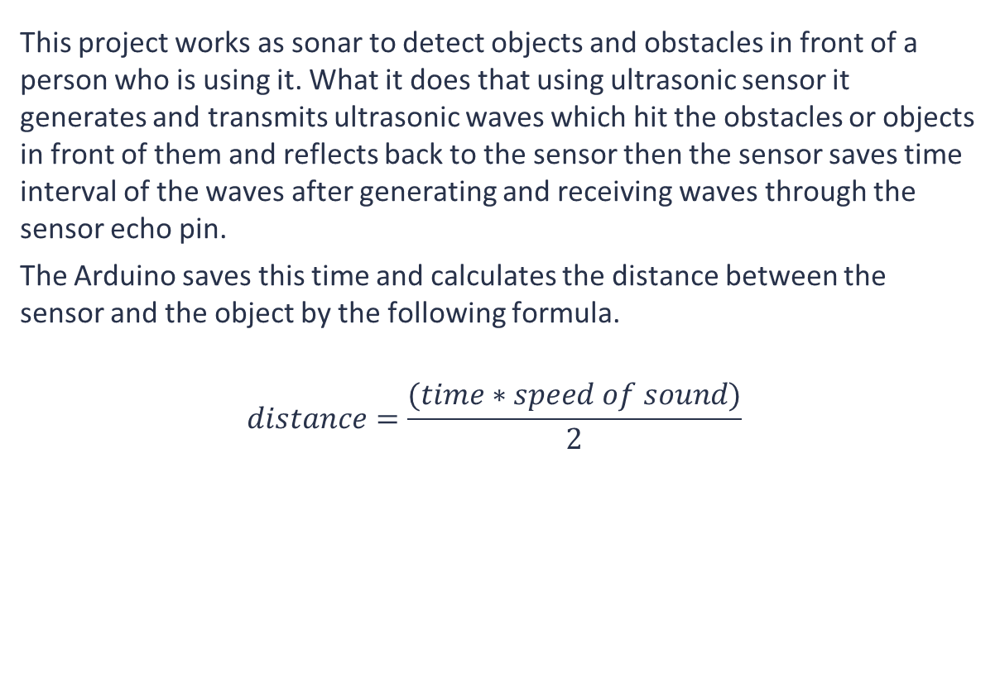 This project works as sonar to detect objects and obstacles in front of a
person who is using it. What it does that using ultrasonic sensor it
generates and transmits ultrasonic waves which hit the obstacles or objects
in front of them and reflects back to the sensor then the sensor saves time
interval of the waves after generating and receiving waves through the
sensor echo pin.
The Arduino saves this time and calculates the distance between the
sensor and the object by the following formula.
distance = (time * speed of sound)
2